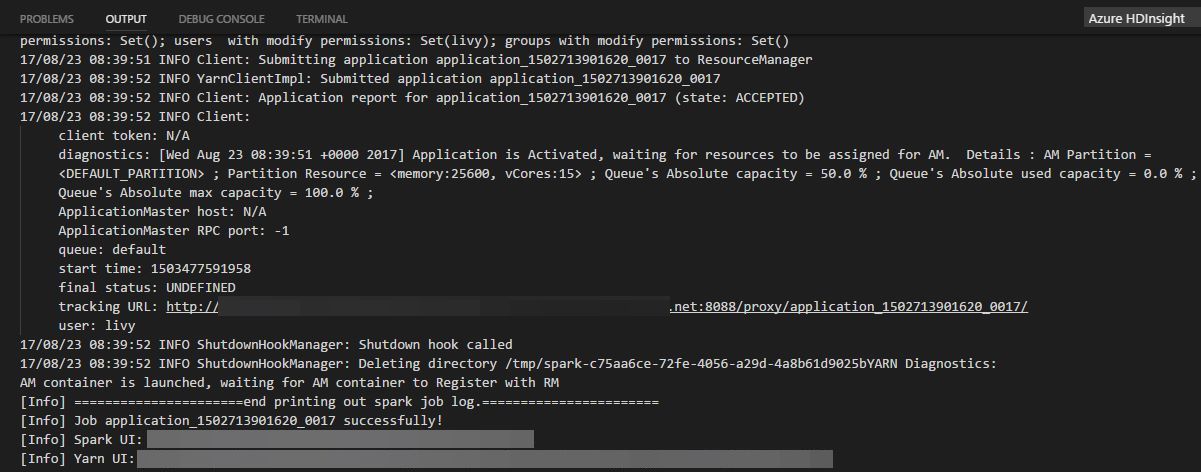 PROBLEMS OUTPUT DEBUG CONSOLE TERMINAL Azure HDInsight
permissions: Set(); users  with modify permissions: Set(livy); groups with modify permissions: Set()
17/08/23 08:39:51 INFO Client: Submitting application application_1502713901620_0017 to ResourceManager
17/08/23 08:39:52 INFO YarnClientImpl: Submitted application application_1502713901620_0017
17/08/23 08:39:52 INFO Client: Application report for application_1502713901620_0017 (state: ACCEPTED)
17/08/23 08:39:52 INFO Client:
client token: N/A
diagnostics: [Wed Aug 23 08:39:51 +0000 2017] Application is Activated, waiting for resources to be assigned for AM.  Details : AM Partition =
<DEFAULT_PARTITION> ; Partition Resource = <memory:25600, vCores:15> ; Queue's Absolute capacity = 50.0 % ; Queue's Absolute used capacity = 0.0 % ;
Queue's Absolute max capacity = 100.0 % ;
ApplicationMaster host: N/A
ApplicationMaster RPC port: -1
queue: default
start time: 1503477591958
final status: UNDEFINED
tracking URL: http:// .net:8088/proxy/application_1502713901620_0017/
user: livy
17/08/23 08:39:52 INFO ShutdownHookManager: Shutdown hook called
17/08/23 08:39:52 INFO ShutdownHookManager: Deleting directory /tmp/spark-c75aa6ce-72fe-4056-a29d-4a8b61d9025bYARN Diagnostics:
AM container is launched, waiting for AM container to Register with RM
[Info] ======================end printing out spark job log.=======================
[Info] Job application_1502713901620_0017 successfully!
[Info] Spark UI:
[Info] Yarn UI: